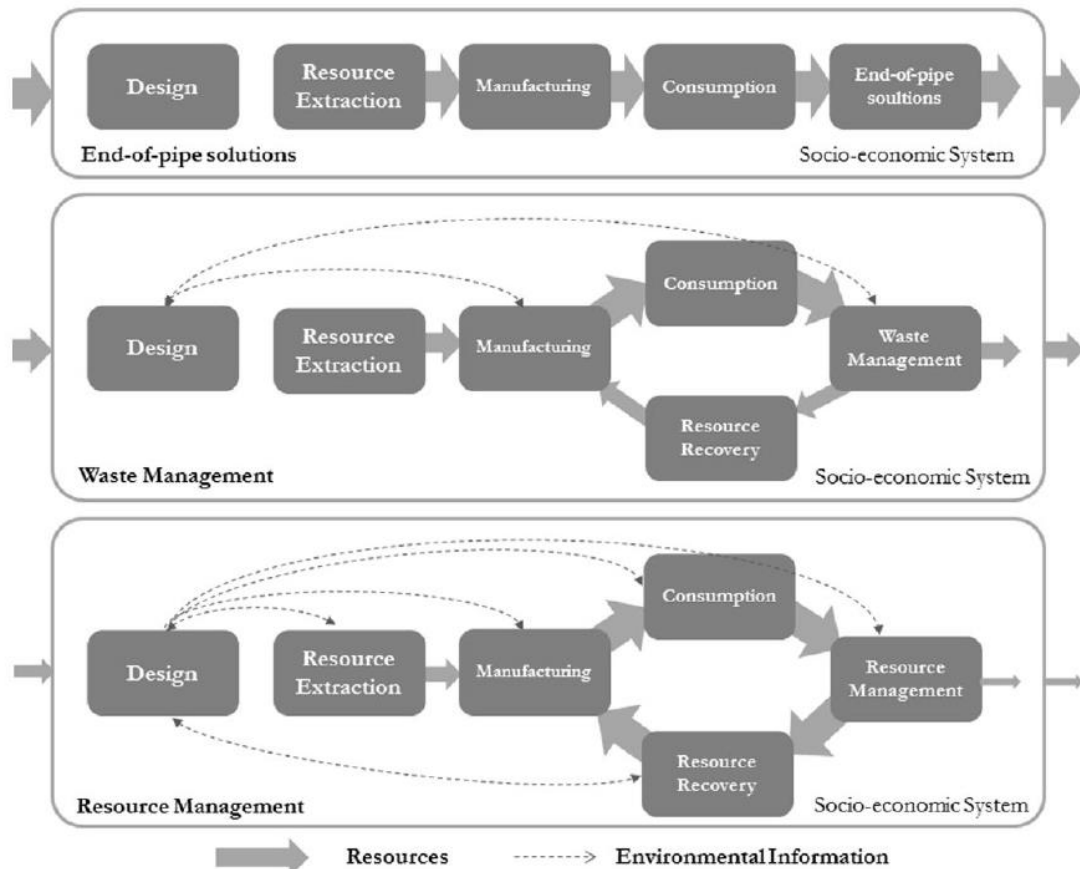 Design
Resource
Extraction
Manufacturing
Consumption
End-of-pipe
soultions
End-of-pipe solutions
Socio-economic System
Consumption
Design
Resource
Extraction
Manufacturing
Waste
Management
Resource
Recovery
Waste Management
Socio-economic System
Consumption
Design
Resource
Extraction
Manufacturing
Resource
Management
Resource
Recovery
Resource Management
Socio-economic System
Resources
Environmental Information